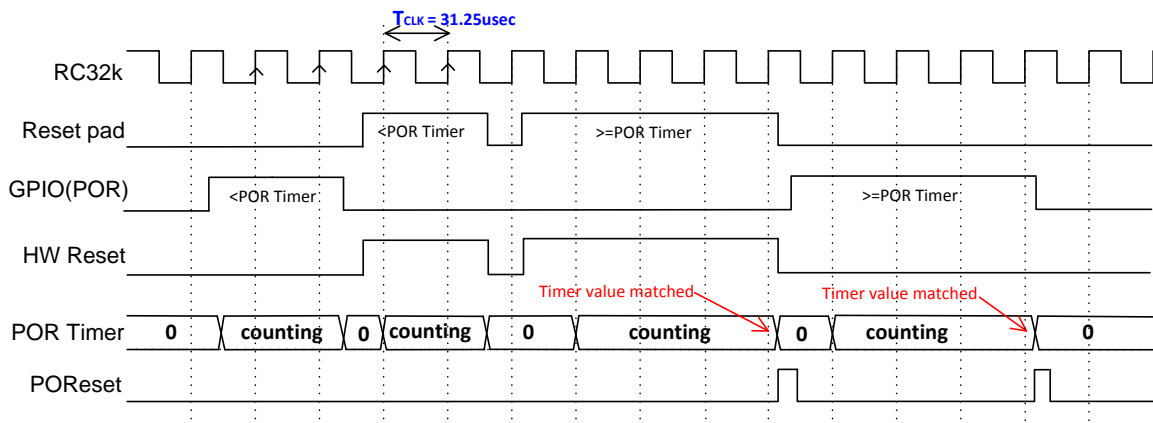 TCLK = 31.25usec
RC32k
Reset pad
<POR Timer
>=POR Timer
GPIO(POR)
<POR Timer
>=POR Timer
HW Reset
Timer value matched
Timer value matched
POR Timer
0
counting
0
counting
0
counting
0
counting
0
POReset